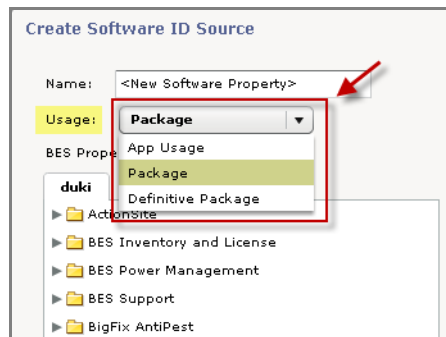 Create Software ID Source
Name: <New Software Property>
Usage: Package
App Usage
BES Prope
Package
duki
Definitive Package
ActionSite
BES Inventory and License
BES Power Management
BES Support
BigFix AntiPest